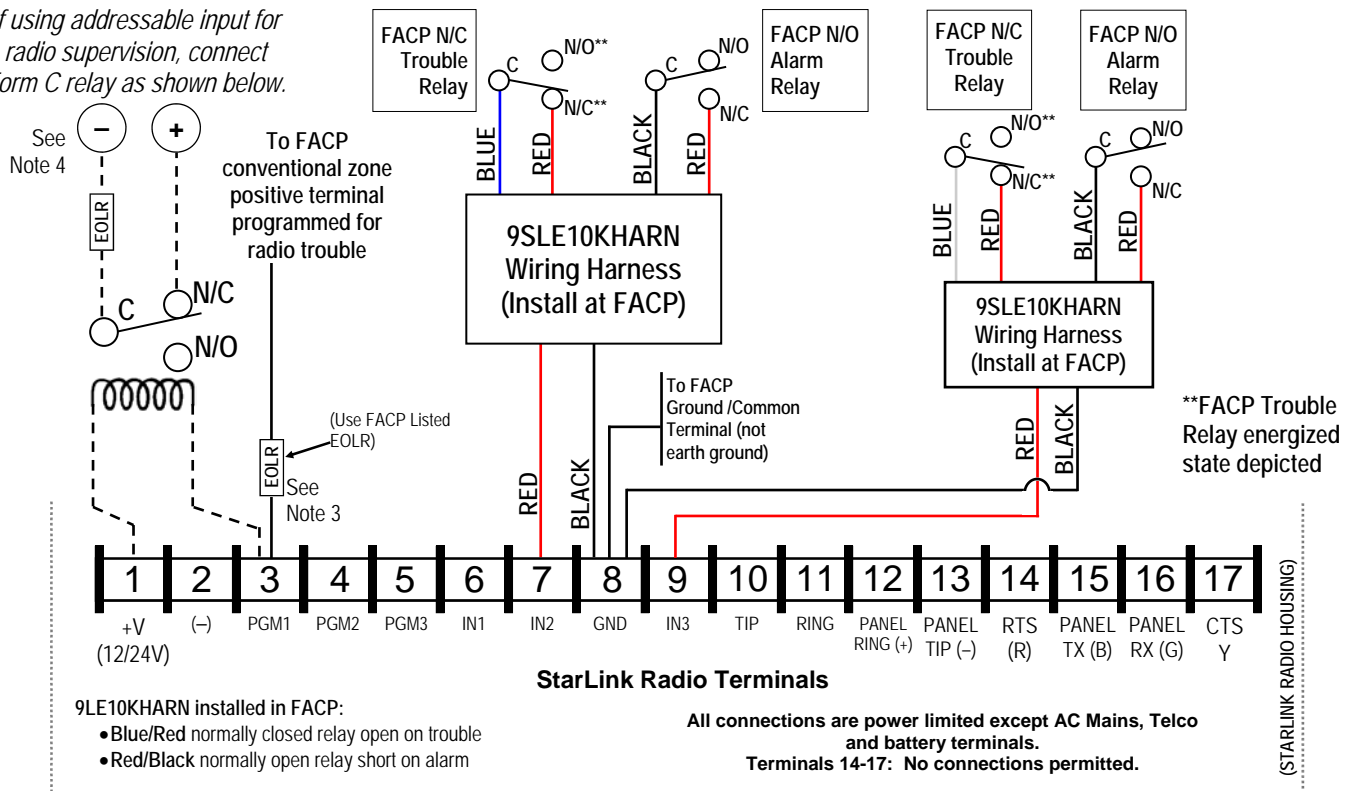 f using addressable input for
radio supervision, connect
orm C relay as shown below.
See
Note 4
–
+
EOLR
C
N/C
N/O
To FACP
conventional zone
positive terminal
programmed for
radio trouble
(Use FACP Listed
EOLR)
EOLR
See
Note 3
FACP N/C
Trouble
Relay
C
N/O**
N/C**
BLUE
RED
FACP N/O
Alarm
Relay
C
N/O
N/C
BLACK
RED
9SLE10KHARN
Wiring Harness
(Install at FACP)
RED
BLACK
To FACP
Ground /Common
Terminal (not
earth ground)
FACP N/C
Trouble
Relay
C
N/O**
N/C**
BLUE
RED
FACP N/O
Alarm
Relay
C
N/O
N/C
BLACK
RED
9SLE10KHARN
Wiring Harness
(Install at FACP)
RED
BLACK
**FACP Trouble
Relay energized
state depicted
1 2 3 4 5 6 7 8 9 10 11 12 13 14 15 16 17
+V (–) PGM1 PGM2 PGM3 IN1 IN2 GND IN3 TIP RING PANEL PANEL RTS PANEL PANEL CTS
(12/24V) RING (+) TIP (–) (R) TX (B) RX (G) Y
StarLink Radio Terminals
9LE10KHARN installed in FACP:
•Blue/Red normally closed relay open on trouble
•Red/Black normally open relay short on alarm
All connections are power limited except AC Mains, Telco
and battery terminals.
Terminals 14-17: No connections permitted.
(STARLINK RADIO HOUSING)